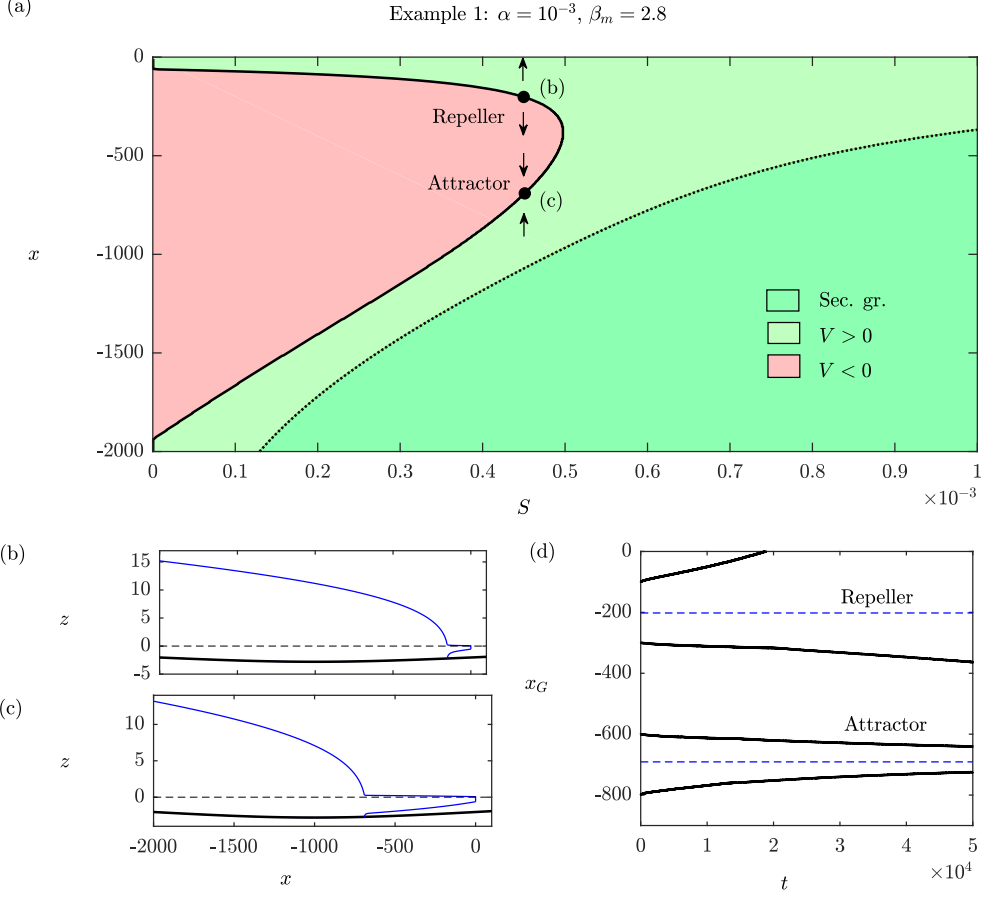 (a)
Example 1: α = 10⁻³, βₘ = 2.8
0
-500
-1000
-1500
-2000
x
(b)
Repeller
Attractor
(c)
Sec. gr.
V > 0
V < 0
0 0.1 0.2 0.3 0.4 0.5 0.6 0.7 0.8 0.9 1
×10⁻³
S
(b)
15
10
5
0
-5
z
(c)
10
5
0
z
-2000 -1500 -1000 -500 0
x
(d)
0
-200
-400
-600
-800
x_G
Repeller
Attractor
0 1 2 3 4 5
×10⁴
t